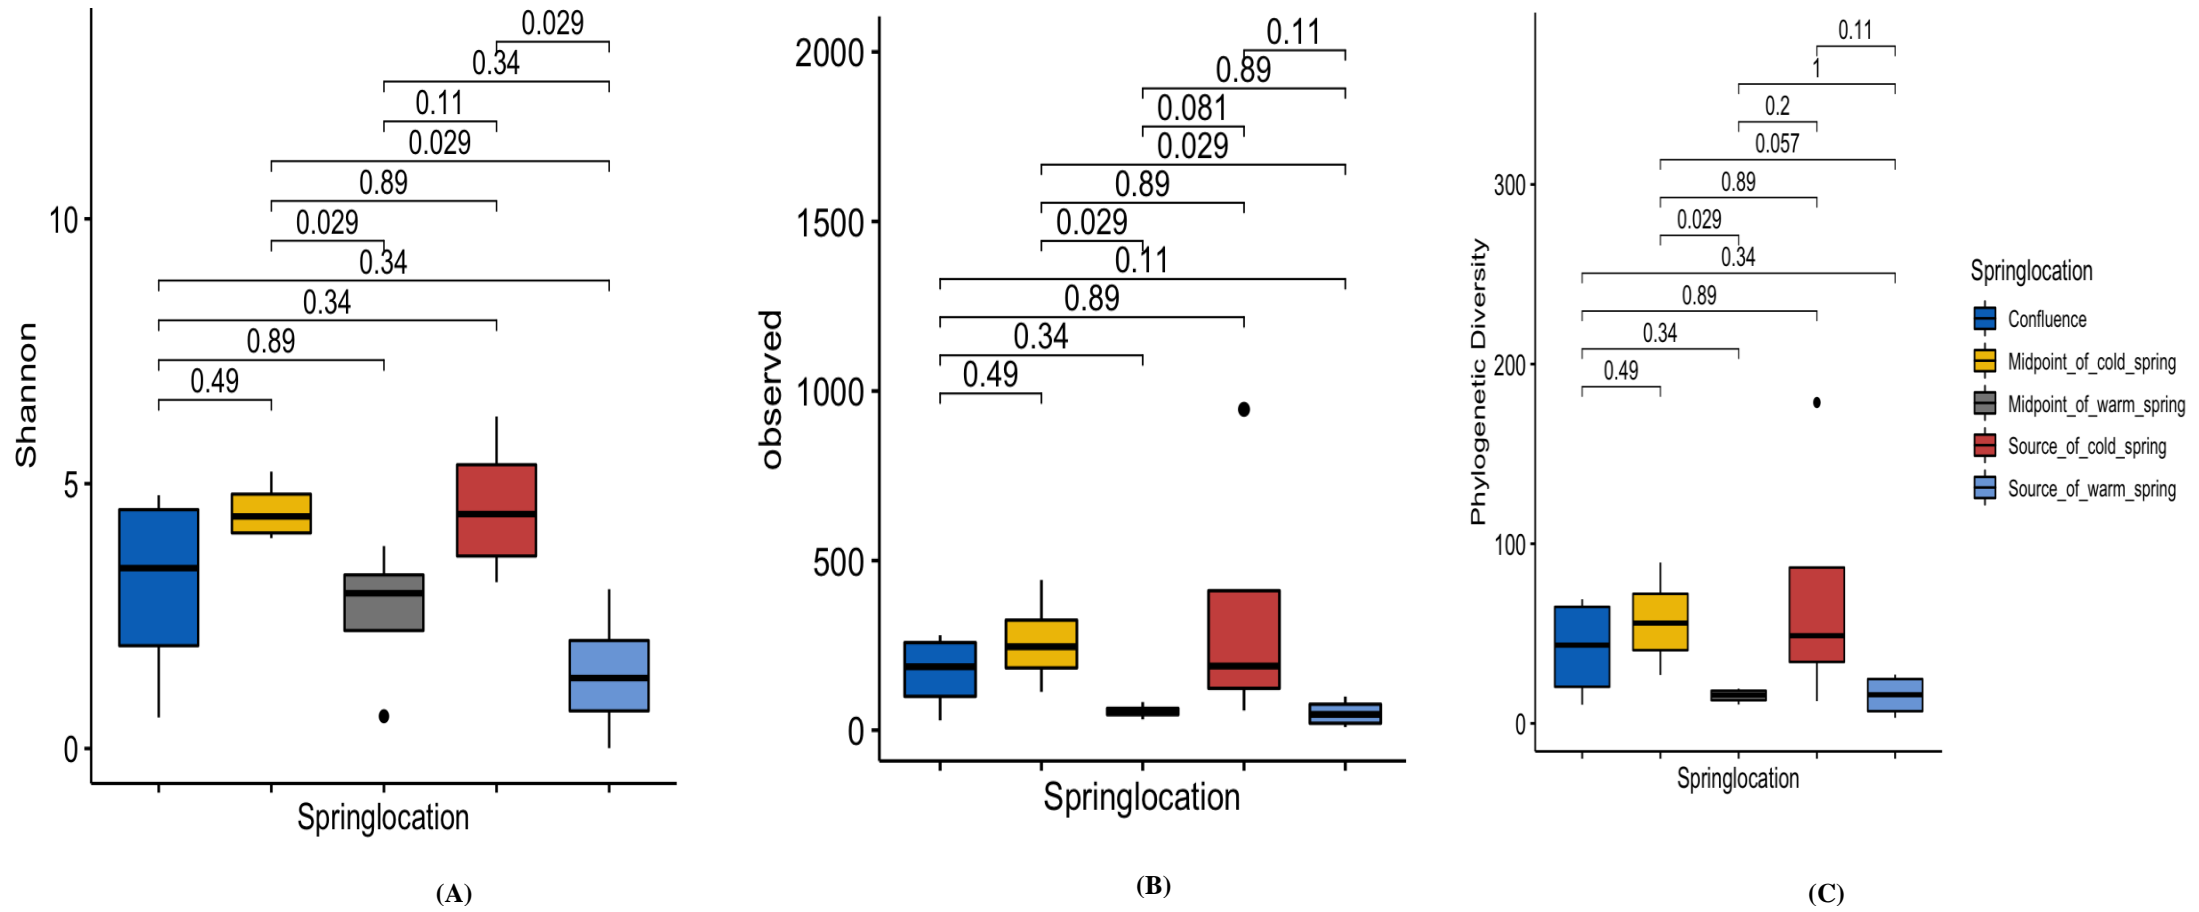 0.029
0.34
0.11
0.029
0.89
0.029
0.34
0.34
0.89
0.49
10
5
0
Shannon
Springlocation
(A)
0.11
0.89
0.081
0.029
0.89
0.029
0.11
0.89
0.34
0.49
2000
1500
1000
500
0
observed
Springlocation
(B)
0.11
1
0.2
0.057
0.89
0.029
0.34
0.89
0.34
0.49
300
200
100
0
Phylogenetic Diversity
Springlocation
(C)
Springlocation
Confluence
Midpoint_of_cold_spring
Midpoint_of_warm_spring
Source_of_cold_spring
Source_of_warm_spring